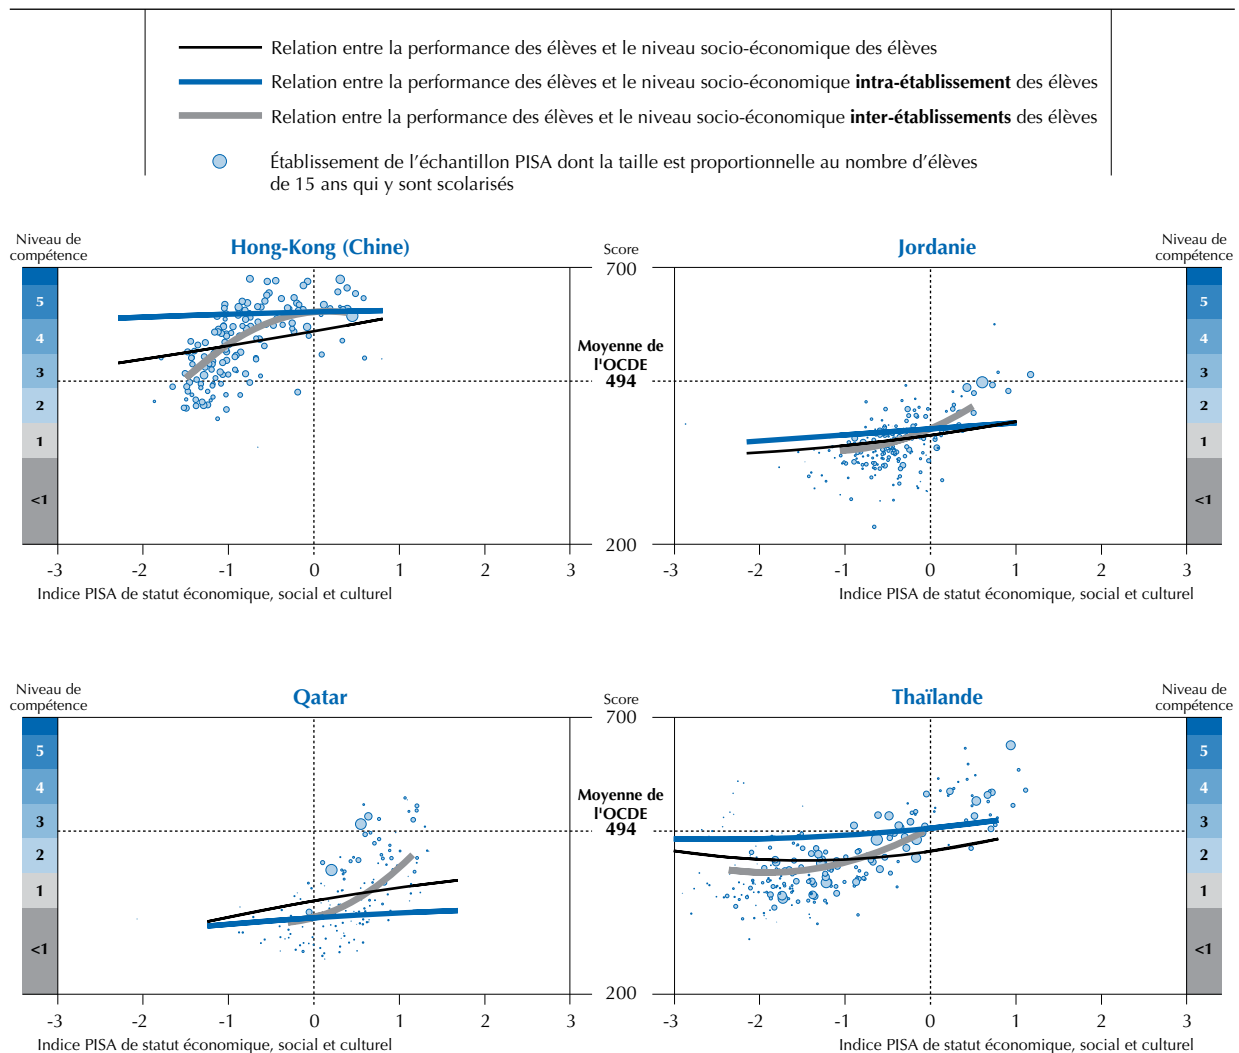 Relation entre la performance des élèves et le niveau socio-économique des élèves
Relation entre la performance des élèves et le niveau socio-économique intra-établissement des élèves
Relation entre la performance des élèves et le niveau socio-économique inter-établissements des élèves
Établissement de l'échantillon PISA dont la taille est proportionnelle au nombre d'élèves
de 15 ans qui y sont scolarisés
Niveau de
compétence
Hong-Kong (Chine)
Score
700
Jordanie
Niveau de
compétence
5
4
3
2
1
<1
Moyenne de
l'OCDE
494
200
5
4
3
2
1
<1
-3 -2 -1 0 1 2 3
-3 -2 -1 0 1 2 3
Indice PISA de statut économique, social et culturel
Indice PISA de statut économique, social et culturel
Niveau de
compétence
Qatar
Score
700
Thaïlande
Niveau de
compétence
5
4
3
2
1
<1
Moyenne de
l'OCDE
494
200
5
4
3
2
1
<1
-3 -2 -1 0 1 2 3
-3 -2 -1 0 1 2 3
Indice PISA de statut économique, social et culturel
Indice PISA de statut économique, social et culturel